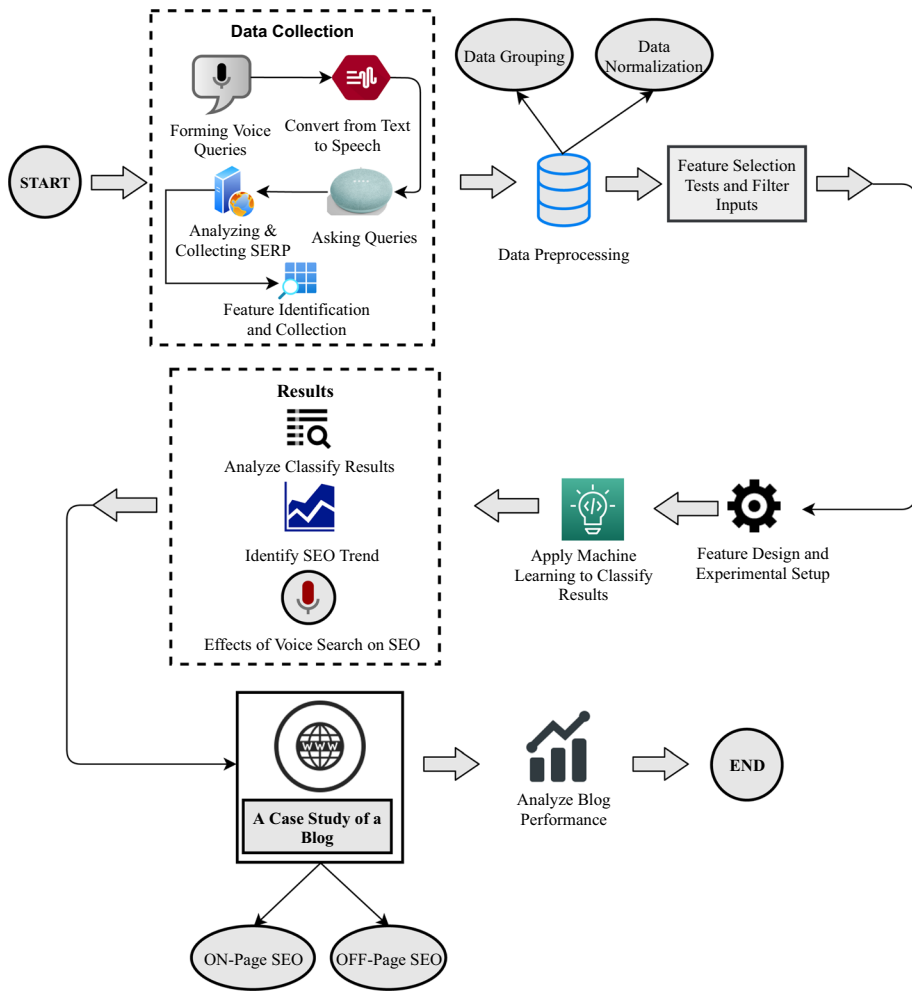 Data Collection
Forming Voice
Queries
Convert from Text
to Speech
START
Analyzing &
Collecting SERP
Asking Queries
Feature Identification
and Collection
Data Grouping
Data
Normalization
Data Preprocessing
Feature Selection
Tests and Filter
Inputs
Feature Design and
Experimental Setup
Apply Machine
Learning to Classify
Results
Results
Analyze Classify Results
Identify SEO Trend
Effects of Voice Search on SEO
WWW
A Case Study of a
Blog
ON-Page SEO
OFF-Page SEO
Analyze Blog
Performance
END